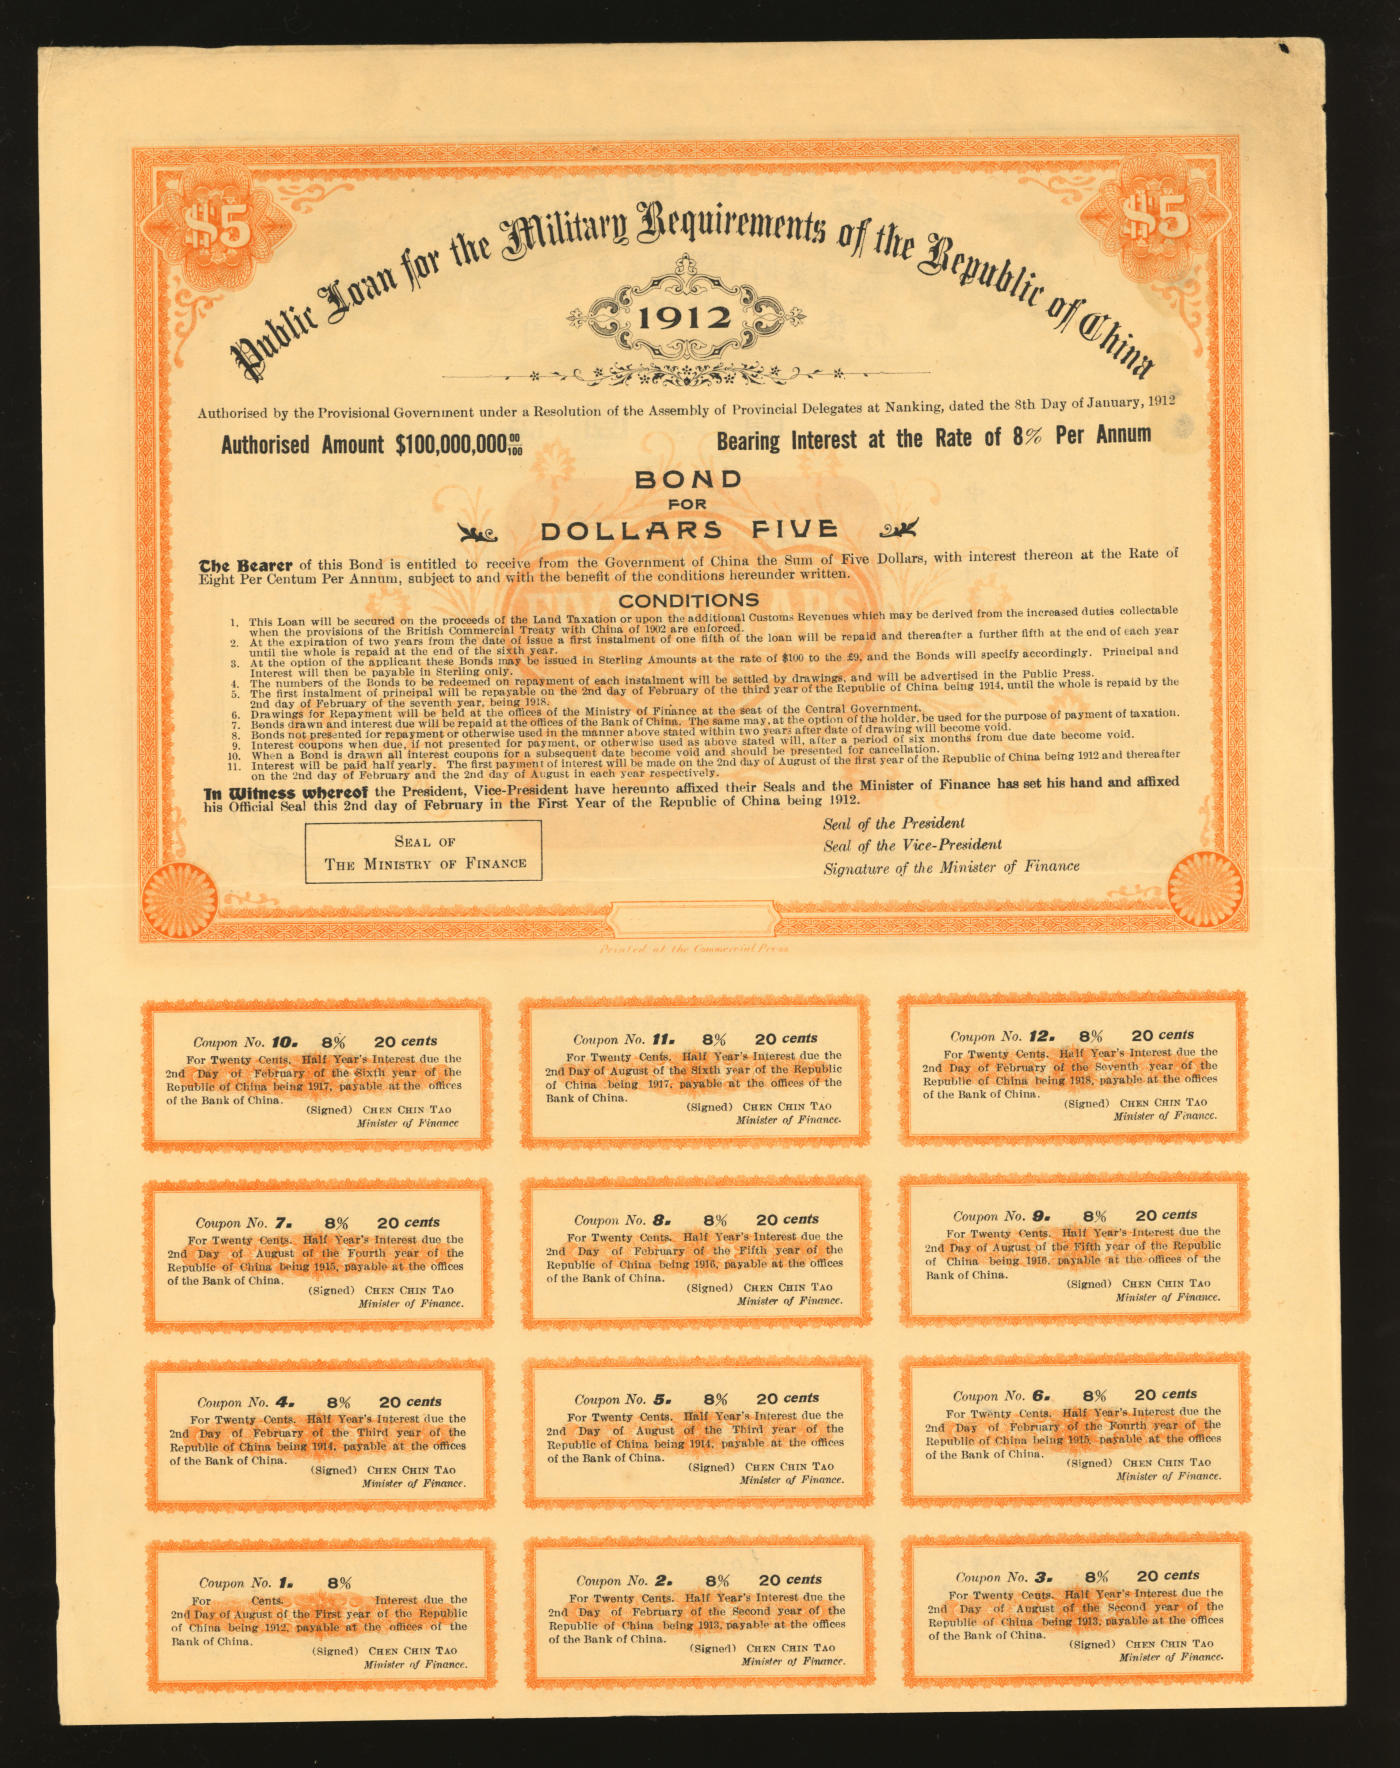 $5
$5
Public Loan for the Military Requirements of the Republic of China
1912
Authorised by the Provisional Government under a Resolution of the Assembly of Provincial Delegates at Nanking, dated the 8th Day of January, 1912
Authorised Amount $100,000,000 00/100 Bearing Interest at the Rate of 8% Per Annum
BOND
FOR
DOLLARS FIVE
The Bearer of this Bond is entitled to receive from the Government of China the Sum of Five Dollars, with interest thereon at the Rate of
Eight Per Centum Per Annum, subject to and with the benefit of the conditions hereunder written.
CONDITIONS
1. This Loan will be secured on the proceeds of the Land Taxation or upon the additional Customs Revenues which may be derived from the increased duties collectable
when the provisions of the British Commercial Treaty with China of 1902 are enforced.
2. At the expiration of two years from the date of issue a first instalment of one fifth of the loan will be repaid and thereafter a further fifth at the end of each year
until the whole is repaid at the end of the sixth year.
3. At the option of the applicant these Bonds may be issued in Sterling Amounts at the rate of $100 to the £9, and the Bonds will specify accordingly. Principal and
Interest will then be payable in Sterling only.
4. The numbers of the Bonds to be redeemed on repayment of each instalment will be settled by drawings, and will be advertised in the Public Press.
5. The first instalment of principal will be repayable on the 2nd day of February of the third year of the Republic of China being 1914, until the whole is repaid by the
2nd day of February of the seventh year, being 1918.
6. Drawings for Repayment will be held at the offices of the Ministry of Finance at the seat of the Central Government.
7. Bonds drawn and interest due will be repaid at the offices of the Bank of China. The same may, at the option of the holder, be used for the purpose of payment of taxation.
8. Bonds not presented for repayment or otherwise used in the manner above stated within two years after date of drawing will become void.
9. Interest coupons when due, if not presented for payment, or otherwise used as above stated will, after a period of six months from due date become void.
10. When a Bond is drawn all interest coupons for a subsequent date become void and should be presented for cancellation.
11. Interest will be paid half yearly. The first payment of interest will be made on the 2nd day of August of the first year of the Republic of China being 1912 and thereafter
on the 2nd day of February and the 2nd day of August in each year respectively.
In Witness whereof the President, Vice-President have hereunto affixed their Seals and the Minister of Finance has set his hand and affixed
his Official Seal this 2nd day of February in the First Year of the Republic of China being 1912.
SEAL OF
THE MINISTRY OF FINANCE
Seal of the President
Seal of the Vice-President
Signature of the Minister of Finance
Printed at the Commercial Press
Coupon No. 10. 8% 20 cents
For Twenty Cents. Half Year's Interest due the
2nd Day of February of the Sixth year of the
Republic of China being 1917, payable at the offices
of the Bank of China.
(Signed) CHEN CHIN TAO
Minister of Finance
Coupon No. 11. 8% 20 cents
For Twenty Cents. Half Year's Interest due the
2nd Day of August of the Sixth year of the Republic
of China being 1917, payable at the offices of the
Bank of China.
(Signed) CHEN CHIN TAO
Minister of Finance.
Coupon No. 12. 8% 20 cents
For Twenty Cents. Half Year's Interest due the
2nd Day of February of the Seventh year of the
Republic of China being 1918, payable at the offices
of the Bank of China.
(Signed) CHEN CHIN TAO
Minister of Finance.
Coupon No. 7. 8% 20 cents
For Twenty Cents. Half Year's Interest due the
2nd Day of August of the Fourth year of the
Republic of China being 1915, payable at the offices
of the Bank of China.
(Signed) CHEN CHIN TAO
Minister of Finance.
Coupon No. 8. 8% 20 cents
For Twenty Cents. Half Year's Interest due the
2nd Day of February of the Fifth year of the
Republic of China being 1916, payable at the offices
of the Bank of China.
(Signed) CHEN CHIN TAO
Minister of Finance.
Coupon No. 9. 8% 20 cents
For Twenty Cents. Half Year's Interest due the
2nd Day of August of the Fifth year of the Republic
of China being 1916, payable at the offices of the
Bank of China.
(Signed) CHEN CHIN TAO
Minister of Finance.
Coupon No. 4. 8% 20 cents
For Twenty Cents. Half Year's Interest due the
2nd Day of February of the Third year of the
Republic of China being 1914, payable at the offices
of the Bank of China.
(Signed) CHEN CHIN TAO
Minister of Finance.
Coupon No. 5. 8% 20 cents
For Twenty Cents. Half Year's Interest due the
2nd Day of August of the Third year of the
Republic of China being 1914, payable at the offices
of the Bank of China.
(Signed) CHEN CHIN TAO
Minister of Finance.
Coupon No. 6. 8% 20 cents
For Twenty Cents. Half Year's Interest due the
2nd Day of February of the Fourth year of the
Republic of China being 1915, payable at the offices
of the Bank of China.
(Signed) CHEN CHIN TAO
Minister of Finance.
Coupon No. 1. 8%
For Cents. Interest due the
2nd Day of August of the First year of the Republic
of China being 1912, payable at the offices of the
Bank of China.
(Signed) CHEN CHIN TAO
Minister of Finance.
Coupon No. 2. 8% 20 cents
For Twenty Cents. Half Year's Interest due the
2nd Day of February of the Second year of the
Republic of China being 1913, payable at the offices
of the Bank of China.
(Signed) CHEN CHIN TAO
Minister of Finance.
Coupon No. 3. 8% 20 cents
For Twenty Cents. Half Year's Interest due the
2nd Day of August of the Second year of the
Republic of China being 1913, payable at the offices
of the Bank of China.
(Signed) CHEN CHIN TAO
Minister of Finance.